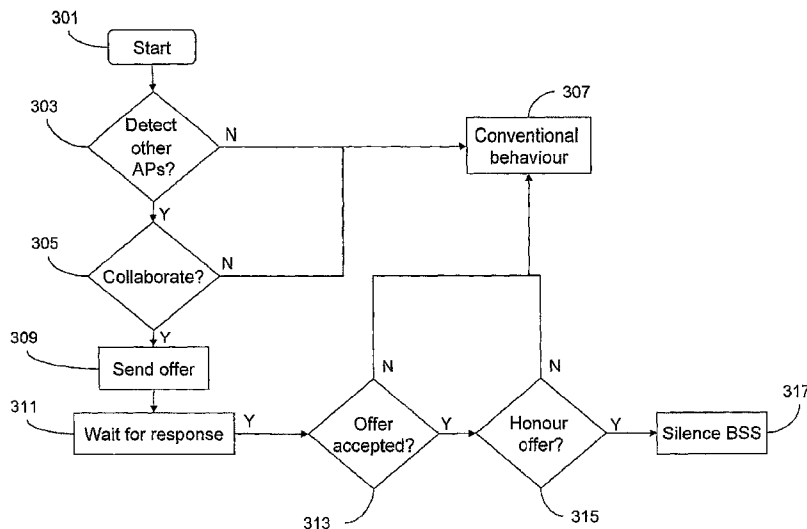 301
Start
303
Detect
other
APs?
N
307
Conventional
behaviour
Y
305
Collaborate?
N
Y
309
Send offer
311
Wait for response
Y
N
Offer
accepted?
Y
313
N
Honour
offer?
Y
315
317
Silence BSS